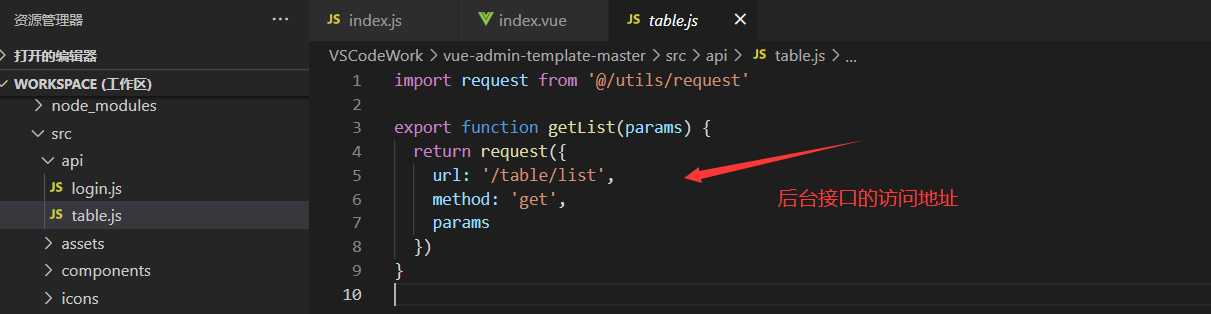 资源管理器 ···
打开的编辑器
WORKSPACE (工作区)
node_modules
src
api
JS login.js
JS table.js
assets
components
icons
JS index.js
index.vue
JS table.js ×
VSCodeWork > vue-admin-template-master > src > api > JS table.js > ...
1 import request from '@/utils/request'
2
3 export function getList(params) {
4 return request({
5 url: '/table/list',
6 method: 'get',
7 params
8 })
9 }
10
后台接口的访问地址